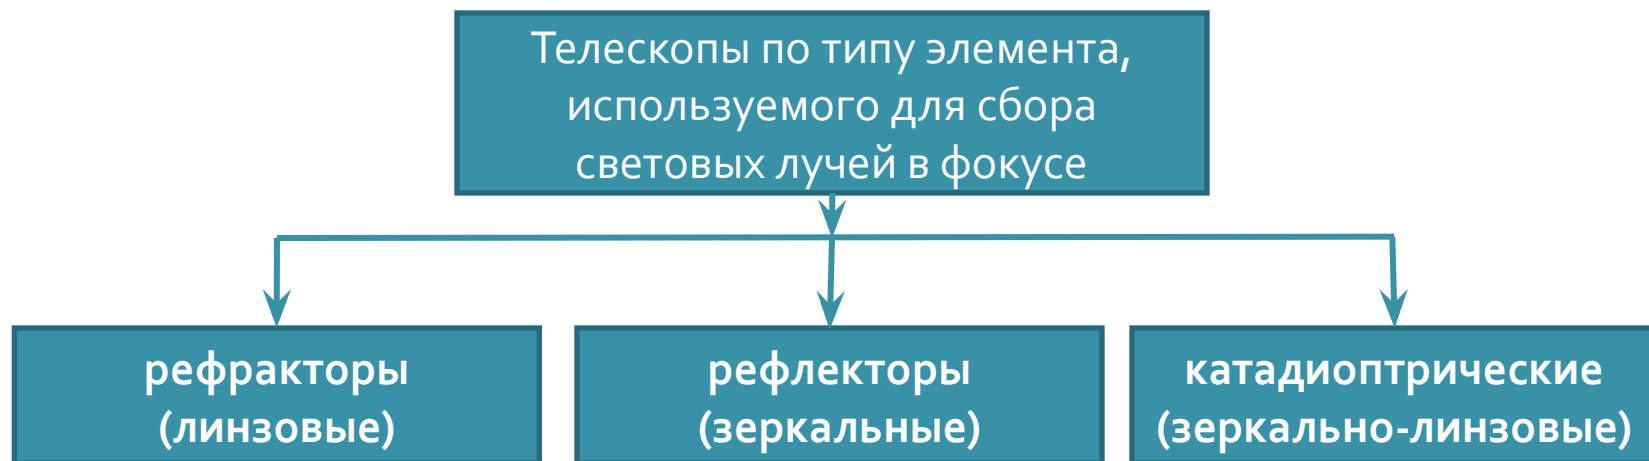 Телескопы по типу элемента,
используемого для сбора
световых лучей в фокусе
рефракторы
(линзовые)
рефлекторы
(зеркальные)
катадиоптрические
(зеркально-линзовые)